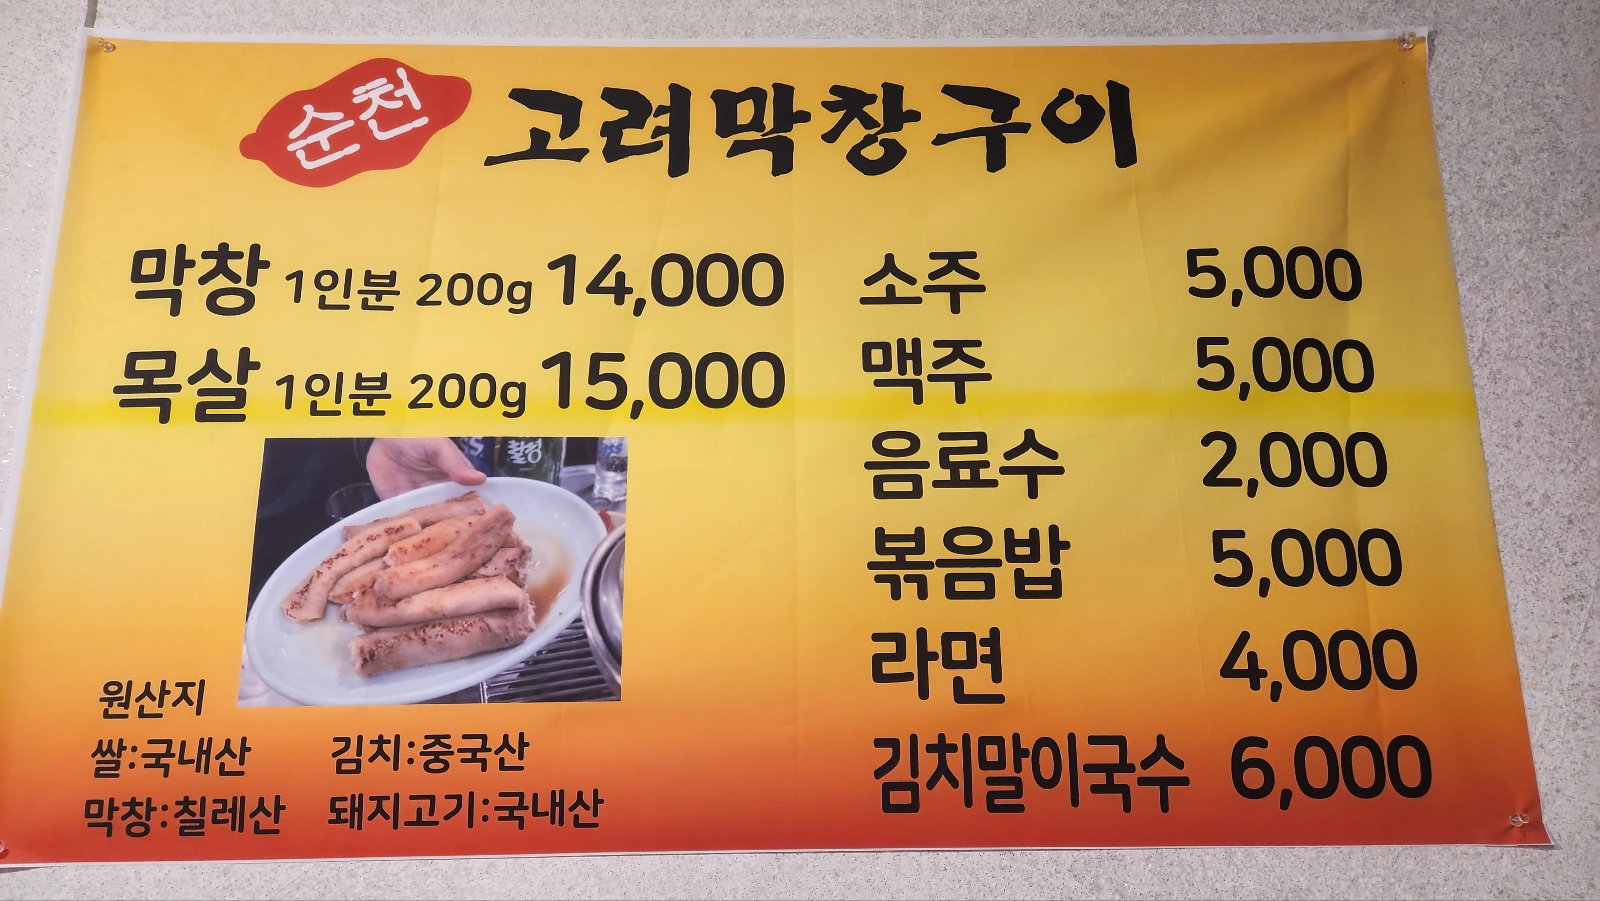 순천 고려막창구이
막창 1인분 200g 14,000
목살 1인분 200g 15,000
소주 5,000
맥주 5,000
음료수 2,000
볶음밥 5,000
라면 4,000
김치말이국수 6,000
원산지
쌀:국내산 김치:중국산
막창:칠레산 돼지고기:국내산